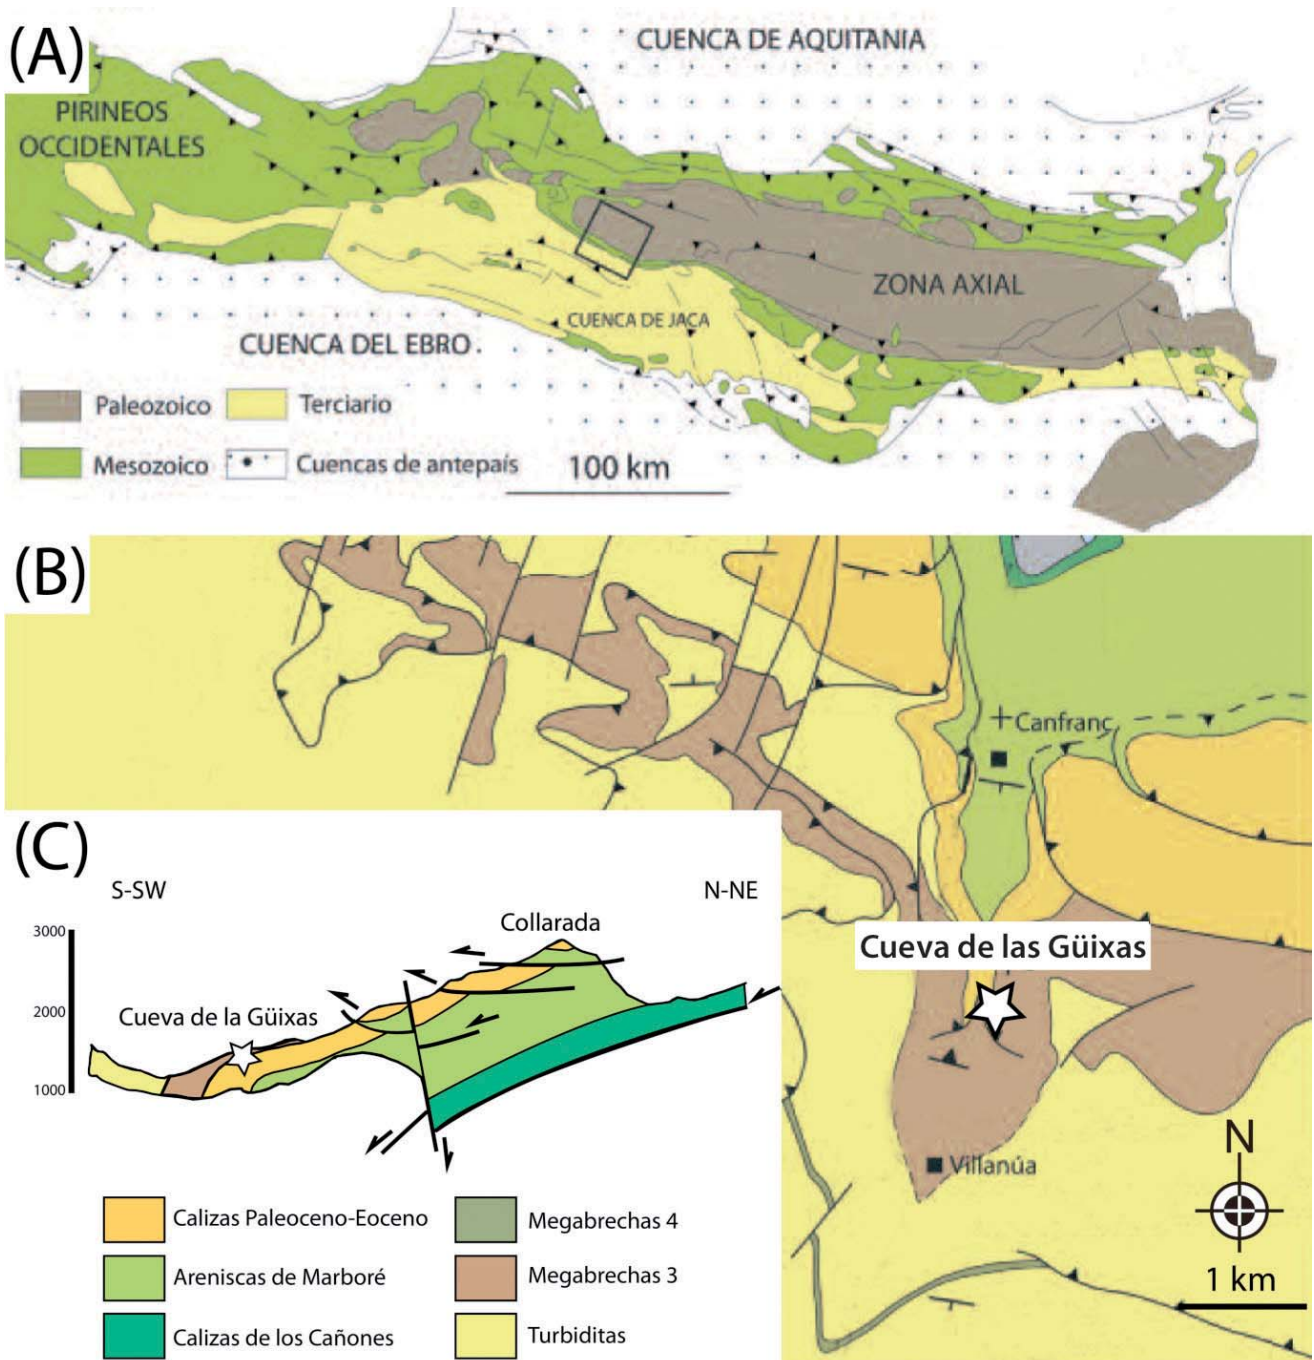 (A)
CUENCA DE AQUITANIA
PIRINEOS
OCCIDENTALES
ZONA AXIAL
CUENCA DE JACA
CUENCA DEL EBRO
Paleozoico
Terciario
Mesozoico
Cuencas de antepaís
100 km
(B)
Canfranc
Cueva de las Güixas
Villanúa
N
1 km
(C)
S-SW
N-NE
Collarada
3000
2000
1000
Cueva de la Güixas
Calizas Paleoceno-Eoceno
Megabrechas 4
Areniscas de Marboré
Megabrechas 3
Calizas de los Cañones
Turbiditas